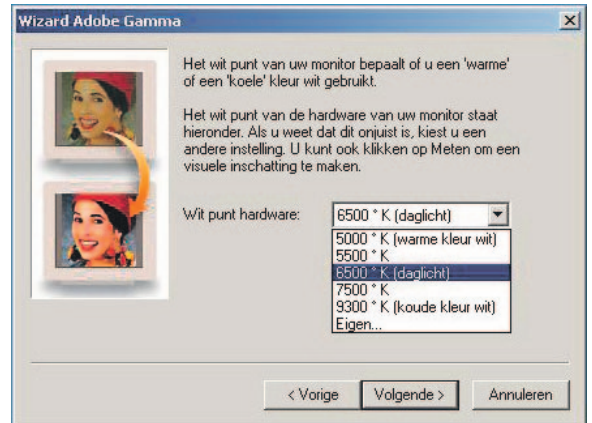 Wizard Adobe Gamma
Het wit punt van uw monitor bepaalt of u een 'warme'
of een 'koele' kleur wit gebruikt.
Het wit punt van de hardware van uw monitor staat
hieronder. Als u weet dat dit onjuist is, kiest u een
andere instelling. U kunt ook klikken op Meten om een
visuele inschatting te maken.
Wit punt hardware: 6500 ° K (daglicht)
5000 ° K (warme kleur wit)
5500 ° K
6500 ° K (daglicht)
7500 ° K
9300 ° K (koude kleur wit)
Eigen...
< Vorige Volgende > Annuleren